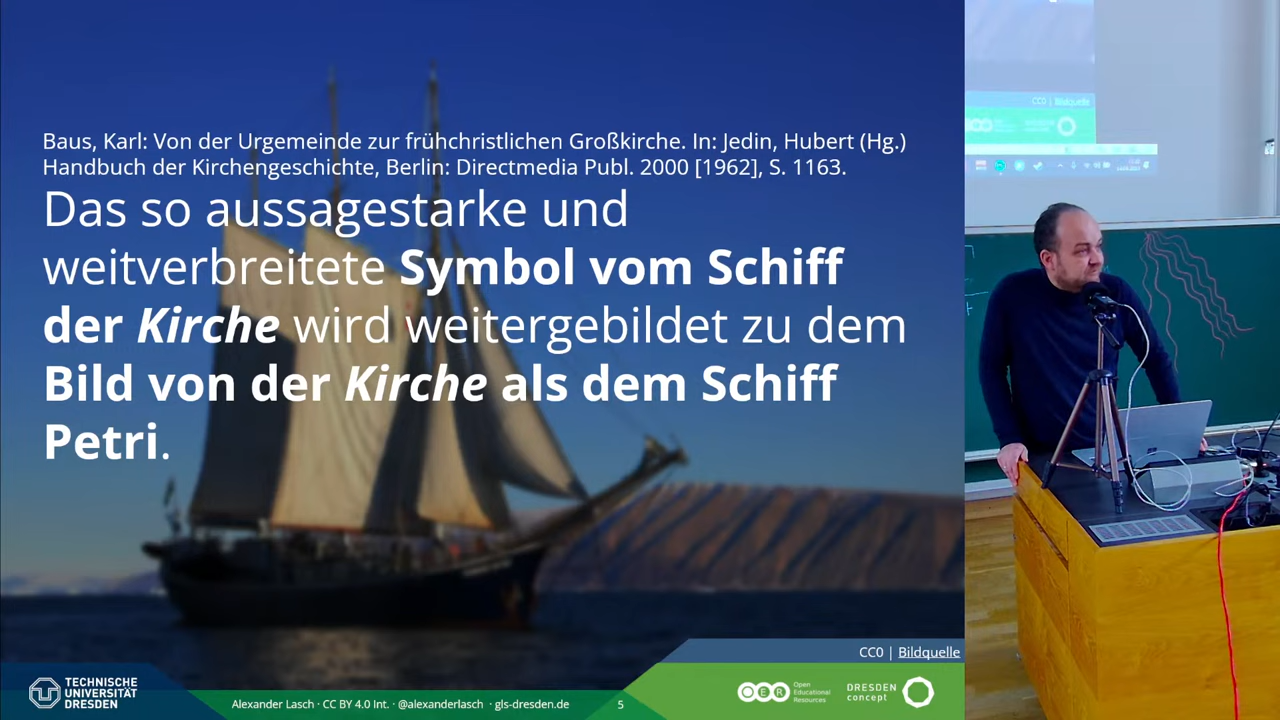 Baus, Karl: Von der Urgemeinde zur frühchristlichen Großkirche. In: Jedin, Hubert (Hg.)
Handbuch der Kirchengeschichte, Berlin: Directmedia Publ. 2000 [1962], S. 1163.
Das so aussagestarke und
weitverbreitete Symbol vom Schiff
der Kirche wird weitergebildet zu dem
Bild von der Kirche als dem Schiff
Petri.
CC0 | Bildquelle
TECHNISCHE
UNIVERSITÄT
DRESDEN
Alexander Lasch · CC BY 4.0 Int. · @alexanderlasch · gls-dresden.de
5
OER
Open
Educational
Resources
DRESDEN
concept
CC0 | Bildquelle